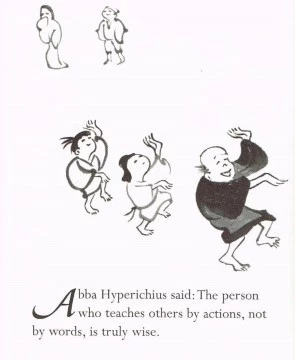 Abba Hyperichius said: The person
who teaches others by actions, not
by words, is truly wise.